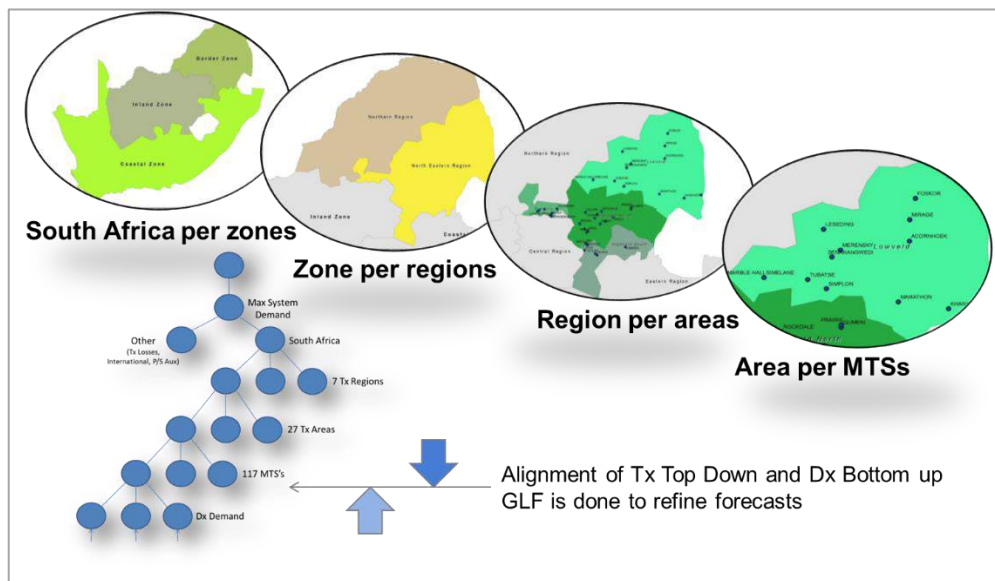 Border Zone
Inland Zone
Coastal Zone
South Africa per zones
Northern Region
North Eastern Region
Inland Zone
Zone per regions
Northern Region
Lowveld
Central Region
Eastern Region
Region per areas
FOSKOR
MIRAGE
LESEDING
ACORNHOEK
MERENSKY
Lowveld
MARBLE HALL
SIMELANE
TUBATSE
SIMPLON
MARATHON
ROCKDALE
Area per MTSs
Max System
Demand
Other
(Tx Losses,
International, P/S Aux)
South Africa
7 Tx Regions
27 Tx Areas
117 MTS's
Dx Demand
Alignment of Tx Top Down and Dx Bottom up
GLF is done to refine forecasts